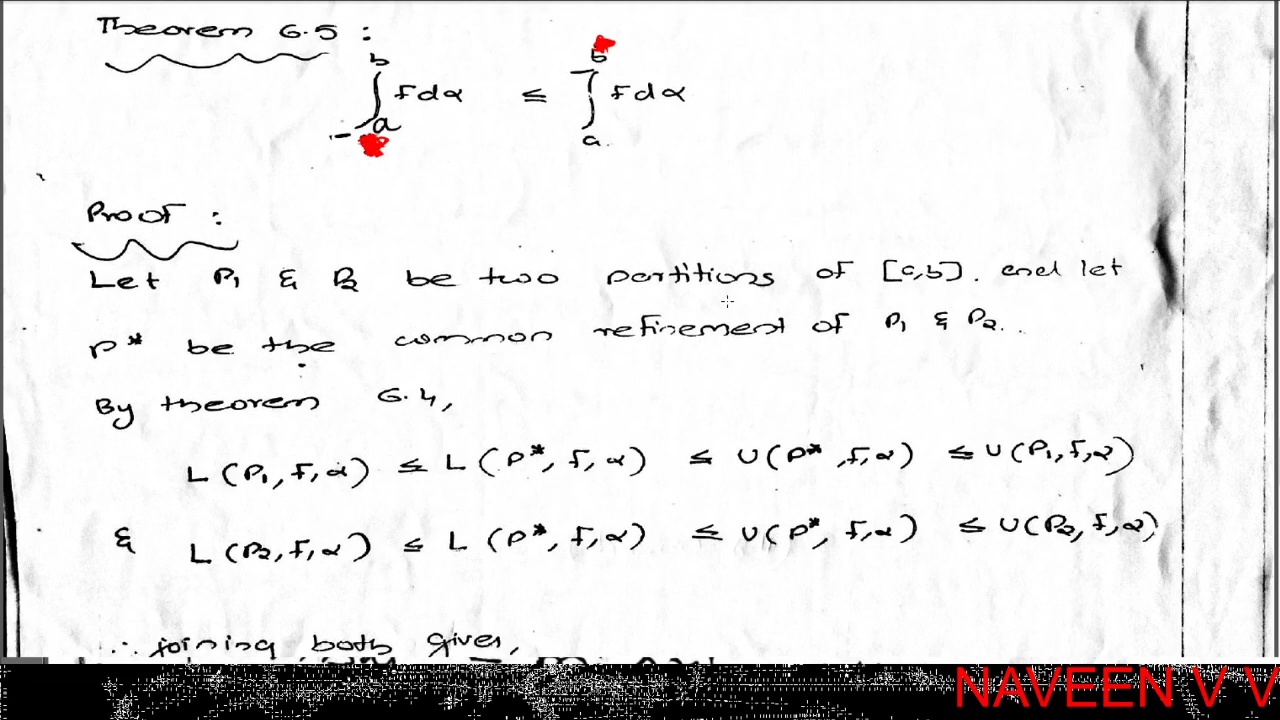 Theorem 6.5 :
b b
∫ f dα ≤ ∫ f dα
a a
Proof :
Let P₁ & P₂ be two partitions of [a,b]. and let
P* be the common refinement of P₁ & P₂.
By theorem 6.4,
L(P₁, f, α) ≤ L(P*, f, α) ≤ U(P*, f, α) ≤ U(P₁, f, α)
& L(P₂, f, α) ≤ L(P*, f, α) ≤ U(P*, f, α) ≤ U(P₂, f, α)
∴ joining both gives,
NAVEEN V V